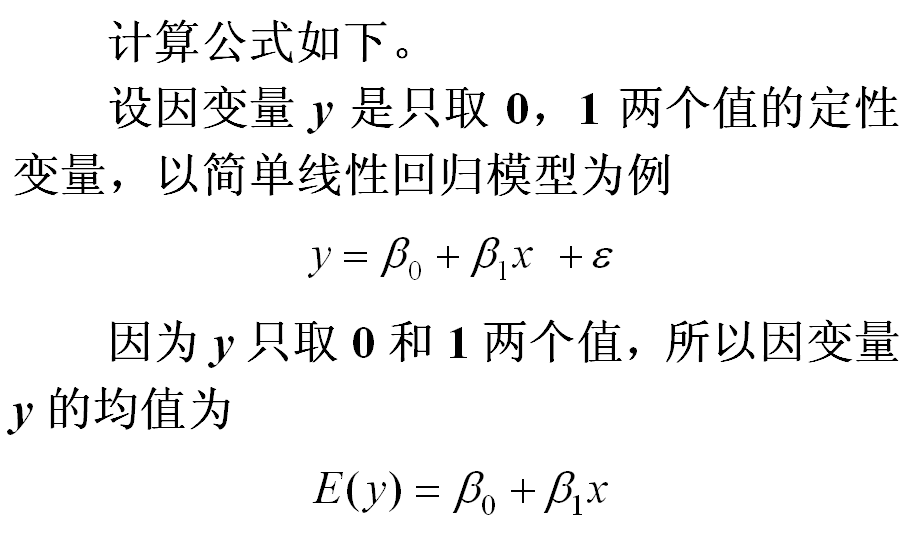 计算公式如下。
设因变量 y 是只取 0，1 两个值的定性
变量，以简单线性回归模型为例
y = β₀ + β₁x + ε
因为 y 只取 0 和 1 两个值，所以因变量
y 的均值为
E(y) = β₀ + β₁x